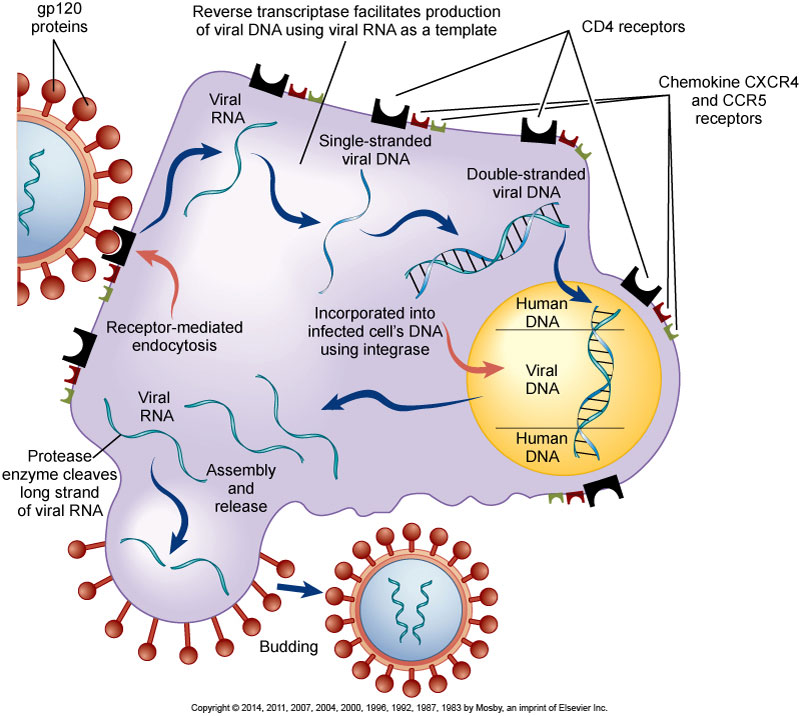 gp120
proteins
Reverse transcriptase facilitates production
of viral DNA using viral RNA as a template
CD4 receptors
Chemokine CXCR4
and CCR5
receptors
Viral
RNA
Single-stranded
viral DNA
Double-stranded
viral DNA
Receptor-mediated
endocytosis
Incorporated into
infected cell's DNA
using integrase
Human
DNA
Viral
DNA
Human
DNA
Viral
RNA
Protease
enzyme cleaves
long strand
of viral RNA
Assembly
and
release
Budding
Copyright © 2014, 2011, 2007, 2004, 2000, 1996, 1992, 1987, 1983 by Mosby, an imprint of Elsevier Inc.